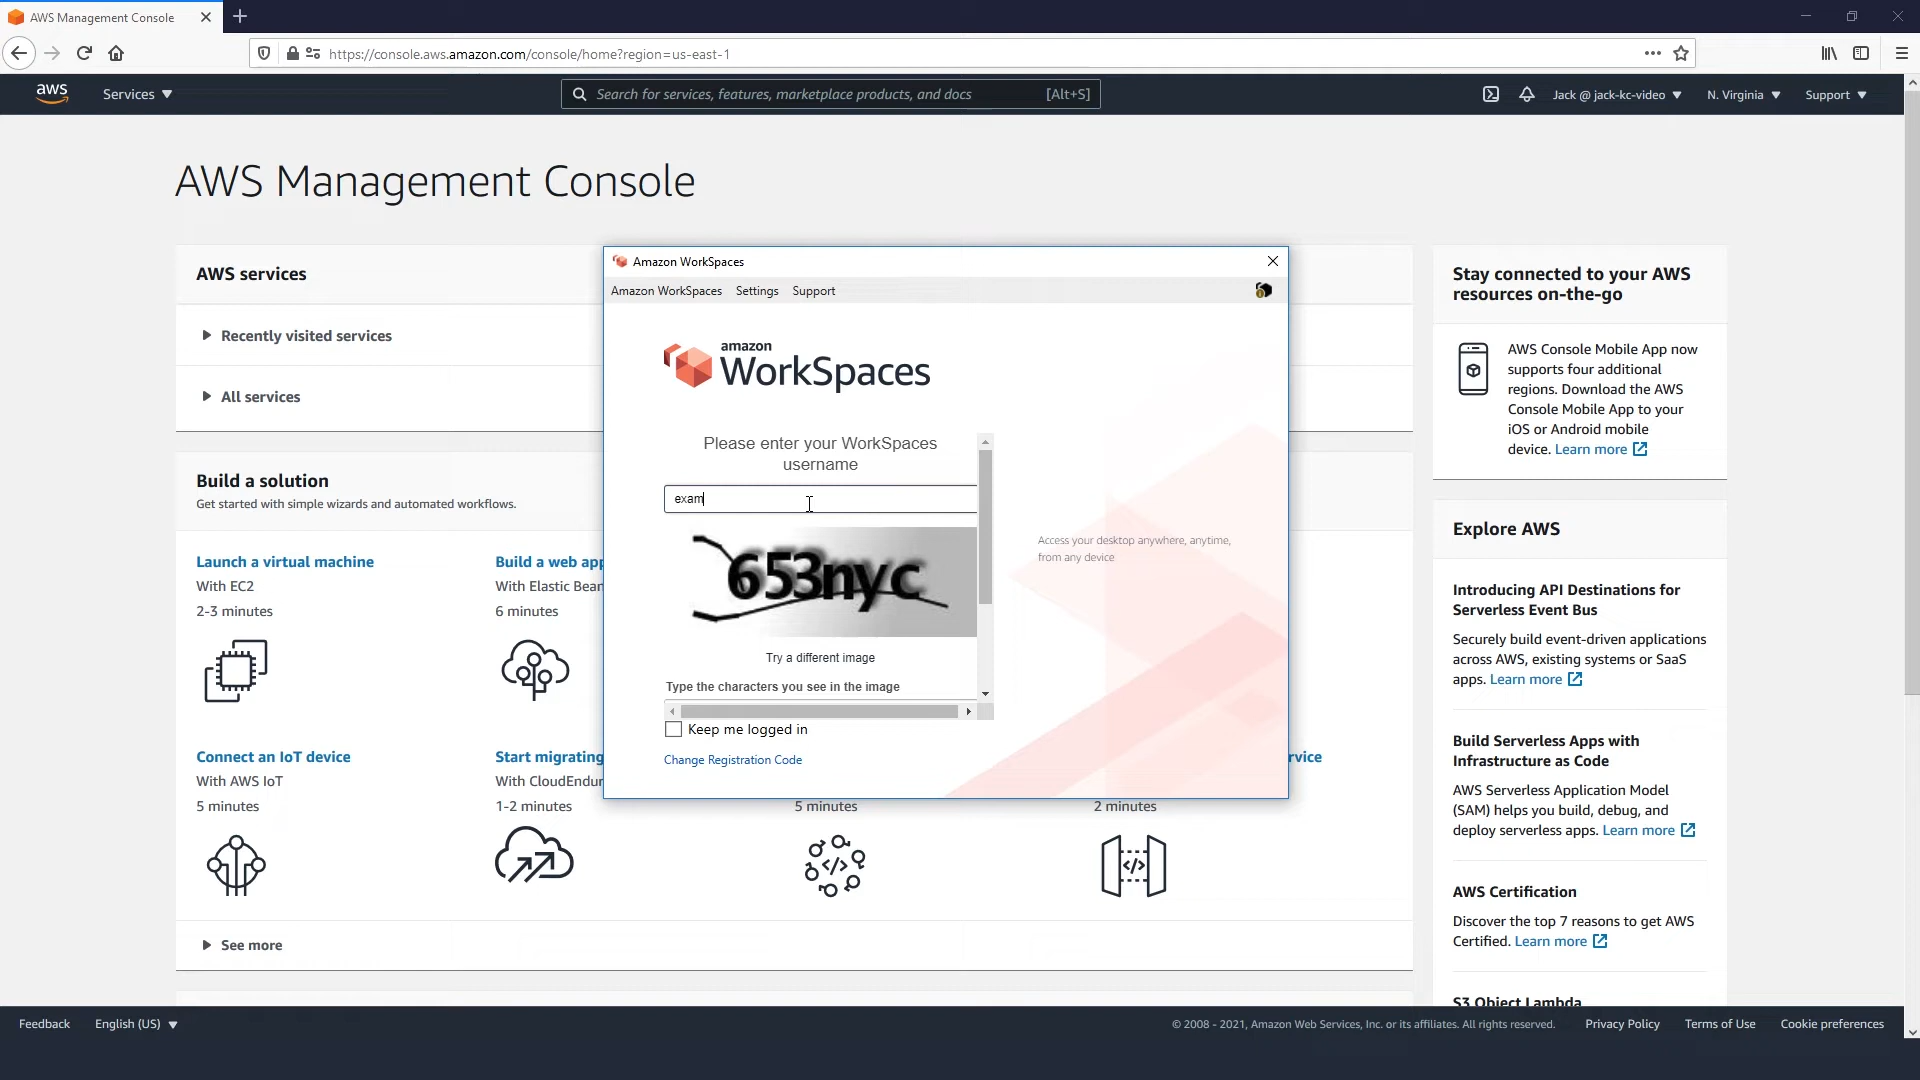 AWS Management Console
https://console.aws.amazon.com/console/home?region=us-east-1
aws
Services
Search for services, features, marketplace products, and docs
[Alt+S]
Jack @ jack-kc-video
N. Virginia
Support
AWS Management Console
AWS services
Recently visited services
All services
Build a solution
Get started with simple wizards and automated workflows.
Launch a virtual machine
With EC2
2-3 minutes
Build a web app
With Elastic Bean
6 minutes
Connect an IoT device
With AWS IoT
5 minutes
Start migrating
With CloudEndur
1-2 minutes
5 minutes
rvice
2 minutes
See more
Amazon WorkSpaces
Amazon WorkSpaces
Settings
Support
amazon
WorkSpaces
Please enter your WorkSpaces
username
exam
653nyc
Try a different image
Type the characters you see in the image
Keep me logged in
Change Registration Code
Access your desktop anywhere, anytime,
from any device
Stay connected to your AWS
resources on-the-go
AWS Console Mobile App now
supports four additional
regions. Download the AWS
Console Mobile App to your
iOS or Android mobile
device. Learn more
Explore AWS
Introducing API Destinations for
Serverless Event Bus
Securely build event-driven applications
across AWS, existing systems or SaaS
apps. Learn more
Build Serverless Apps with
Infrastructure as Code
AWS Serverless Application Model
(SAM) helps you build, debug, and
deploy serverless apps. Learn more
AWS Certification
Discover the top 7 reasons to get AWS
Certified. Learn more
S3 Object Lambda
Feedback
English (US)
© 2008 - 2021, Amazon Web Services, Inc. or its affiliates. All rights reserved.
Privacy Policy
Terms of Use
Cookie preferences